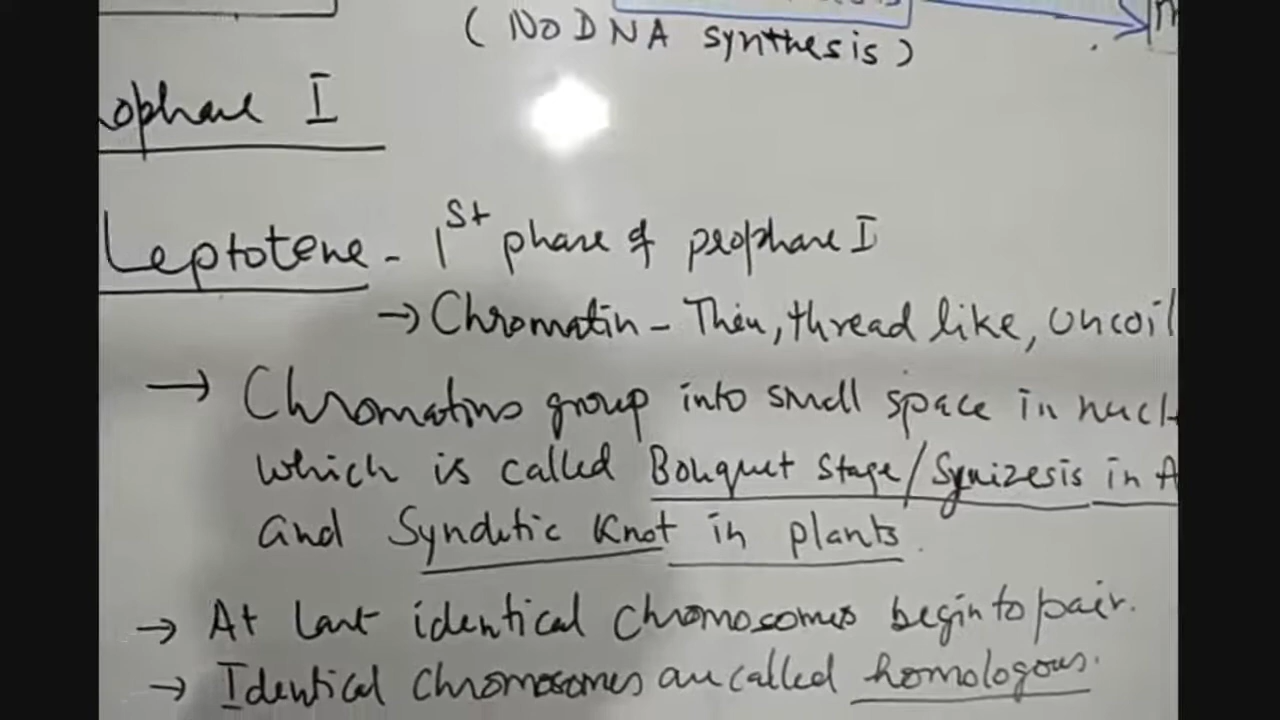 ( No DNA synthesis )
ophase I
Leptotene - 1st phase of prophase I
→ Chromatin - Thin, thread like, Uncoil
→ Chromatins group into small space in nucl
which is called Bouquet Stage/Synizesis in A
and Syndetic Knot in plants.
→ At last identical chromosomes begin to pair.
→ Identical chromosomes are called homologous.